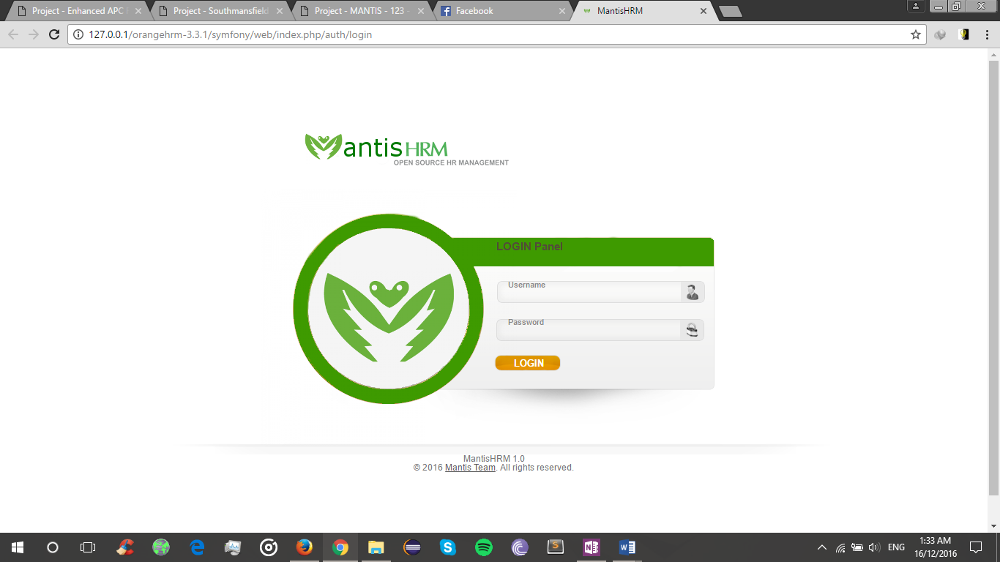 Project - Enhanced APC
Project - Southmansfield
Project - MANTIS - 123 -
Facebook
MantisHRM
127.0.0.1/orangehrm-3.3.1/symfony/web/index.php/auth/login
antis HRM
OPEN SOURCE HR MANAGEMENT
LOGIN Panel
Username
Password
LOGIN
MantisHRM 1.0
© 2016 Mantis Team. All rights reserved.
ENG
1:33 AM
16/12/2016